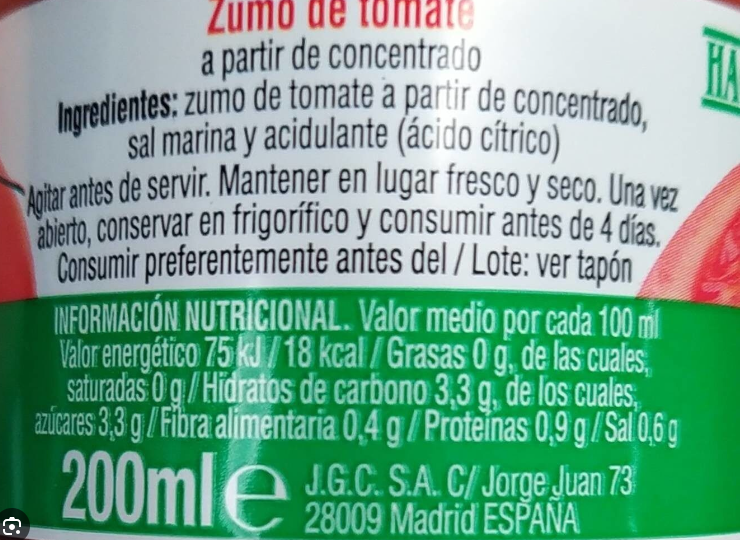 Zumo de tomate
a partir de concentrado
Ingredientes: zumo de tomate a partir de concentrado,
sal marina y acidulante (ácido cítrico)
Agitar antes de servir. Mantener en lugar fresco y seco. Una vez
abierto, conservar en frigorífico y consumir antes de 4 días.
Consumir preferentemente antes del / Lote: ver tapón
INFORMACIÓN NUTRICIONAL. Valor medio por cada 100 ml
Valor energético 75 kJ / 18 kcal / Grasas 0 g, de las cuales,
saturadas 0 g / Hidratos de carbono 3,3 g, de los cuales,
azúcares 3,3 g / Fibra alimentaria 0,4 g / Proteínas 0,9 g / Sal 0,6 g
200ml e
J.G.C. S.A. C/ Jorge Juan 73
28009 Madrid ESPAÑA